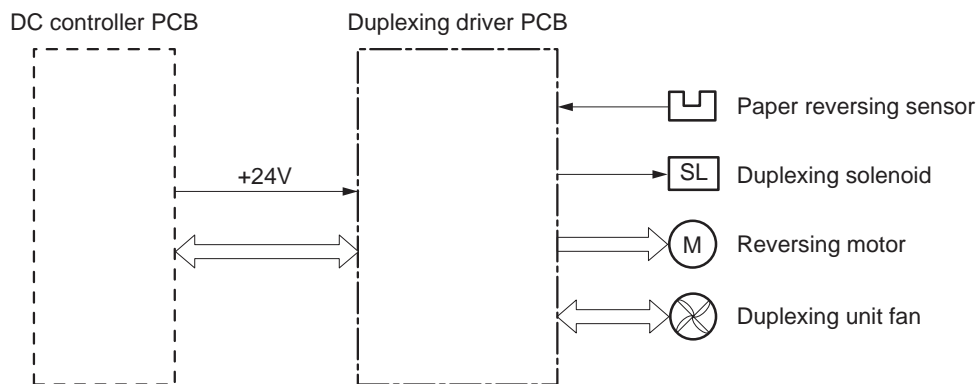 DC controller PCB
Duplexing driver PCB
Paper reversing sensor
+24V
SL
Duplexing solenoid
M
Reversing motor
Duplexing unit fan